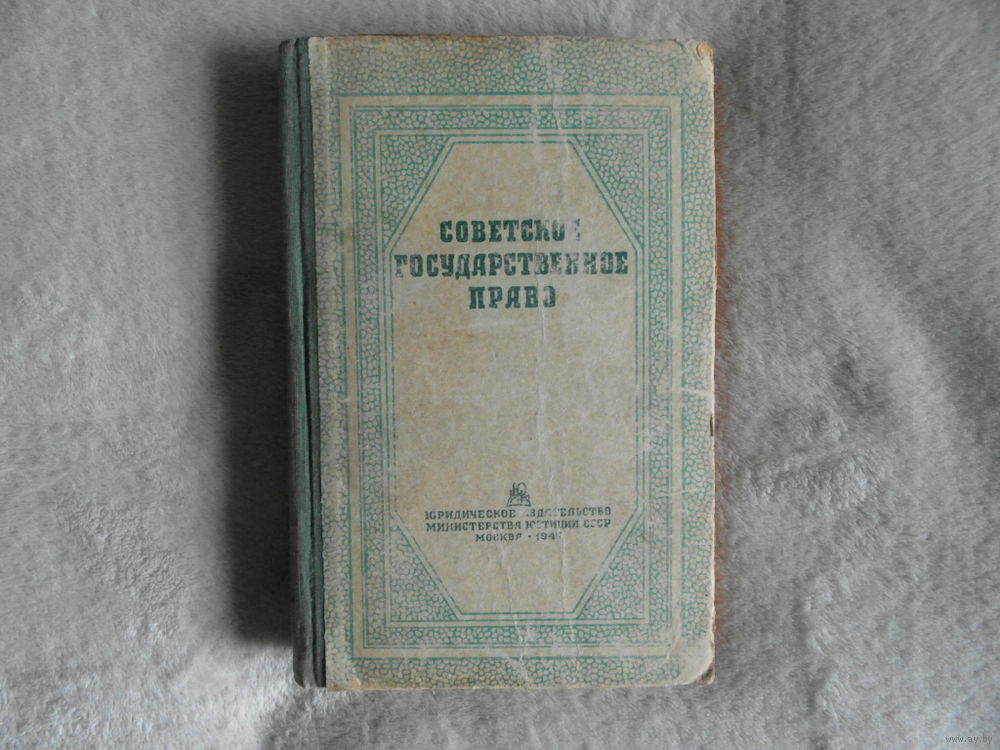 СОВЕТСКОЕ
ГОСУДАРСТВЕННОЕ
ПРАВО
ЮРИДИЧЕСКОЕ ИЗДАТЕЛЬСТВО
МИНИСТЕРСТВА ЮСТИЦИИ СССР
МОСКВА •
www.ay.by